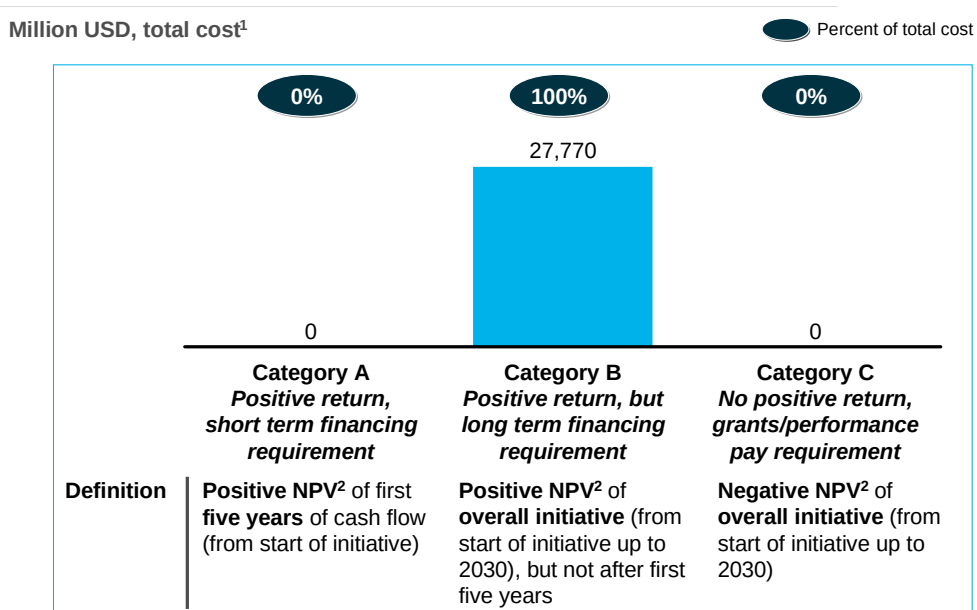 Million USD, total cost¹
Percent of total cost
0%
100%
0%
27,770
0
0
Category A
Positive return,
short term financing
requirement
Category B
Positive return, but
long term financing
requirement
Category C
No positive return,
grants/performance
pay requirement
Definition
Positive NPV² of first
five years of cash flow
(from start of initiative)
Positive NPV² of
overall initiative (from
start of initiative up to
2030), but not after first
five years
Negative NPV² of
overall initiative (from
start of initiative up to
2030)